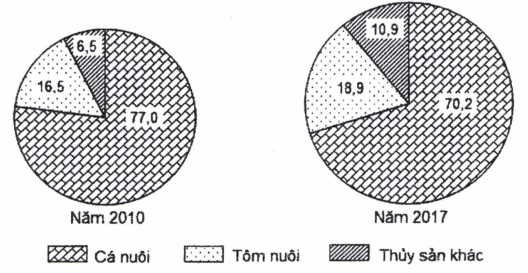 6,5
16,5
77,0
Năm 2010
10,9
18,9
70,2
Năm 2017
Cá nuôi
Tôm nuôi
Thủy sản khác